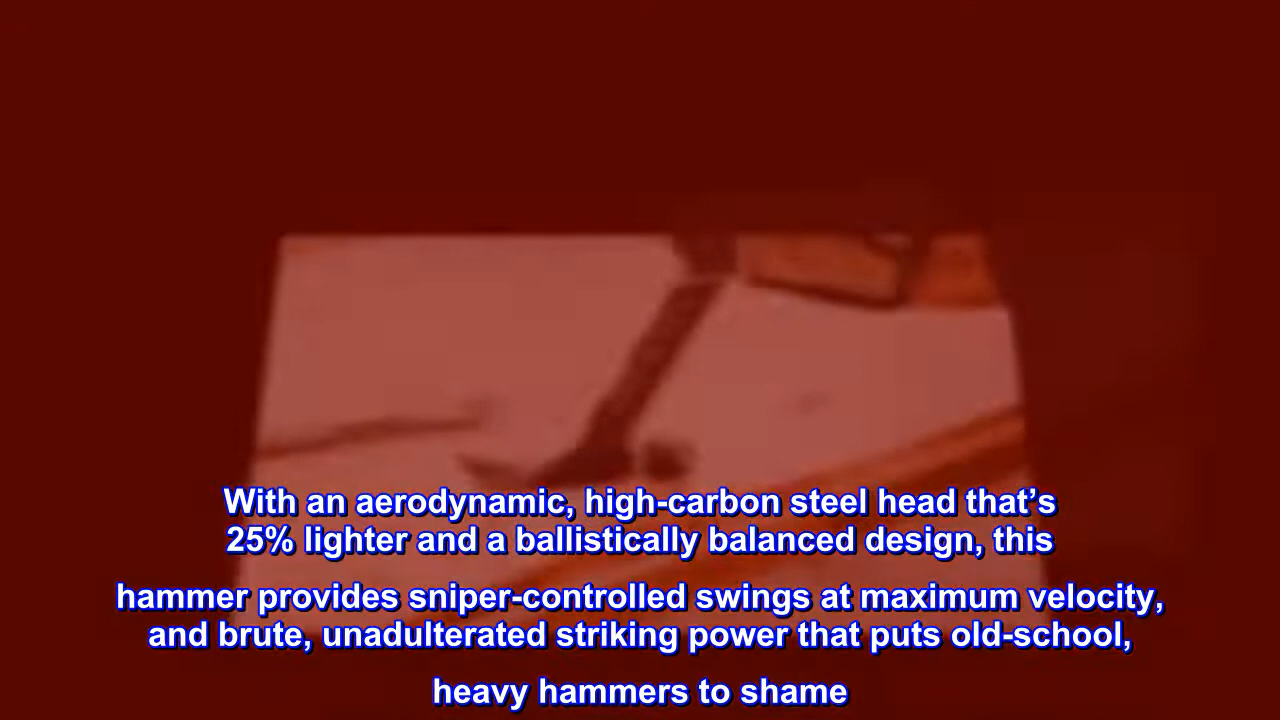 With an aerodynamic, high-carbon steel head that’s
25% lighter and a ballistically balanced design, this
hammer provides sniper-controlled swings at maximum velocity,
and brute, unadulterated striking power that puts old-school,
heavy hammers to shame